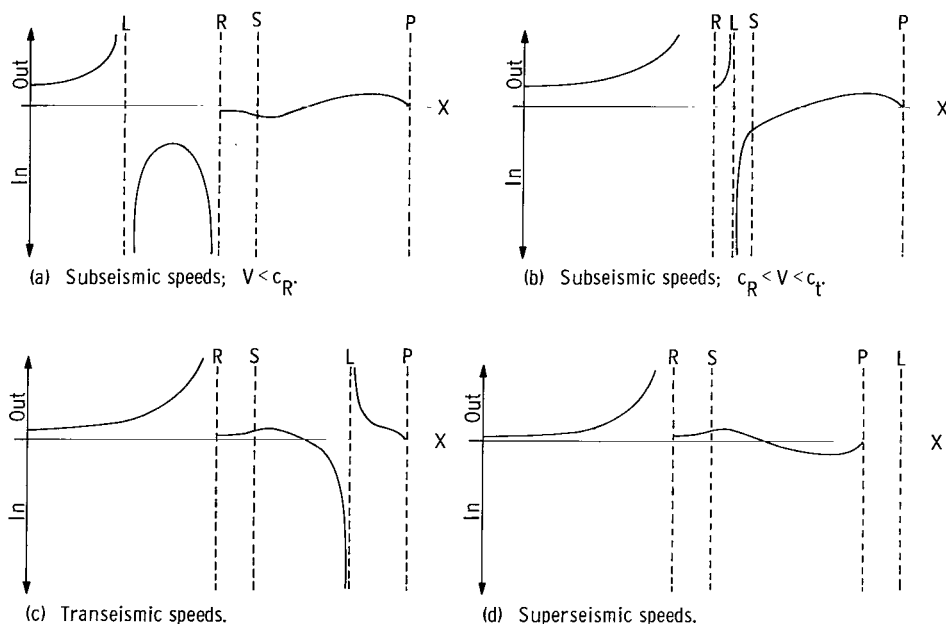 L R S P
Out
In
X
(a) Subseismic speeds; V < c_R.
R L S P
Out
In
X
(b) Subseismic speeds; c_R < V < c_t.
R S L P
Out
In
X
(c) Transeismic speeds.
R S P L
Out
In
X
(d) Superseismic speeds.